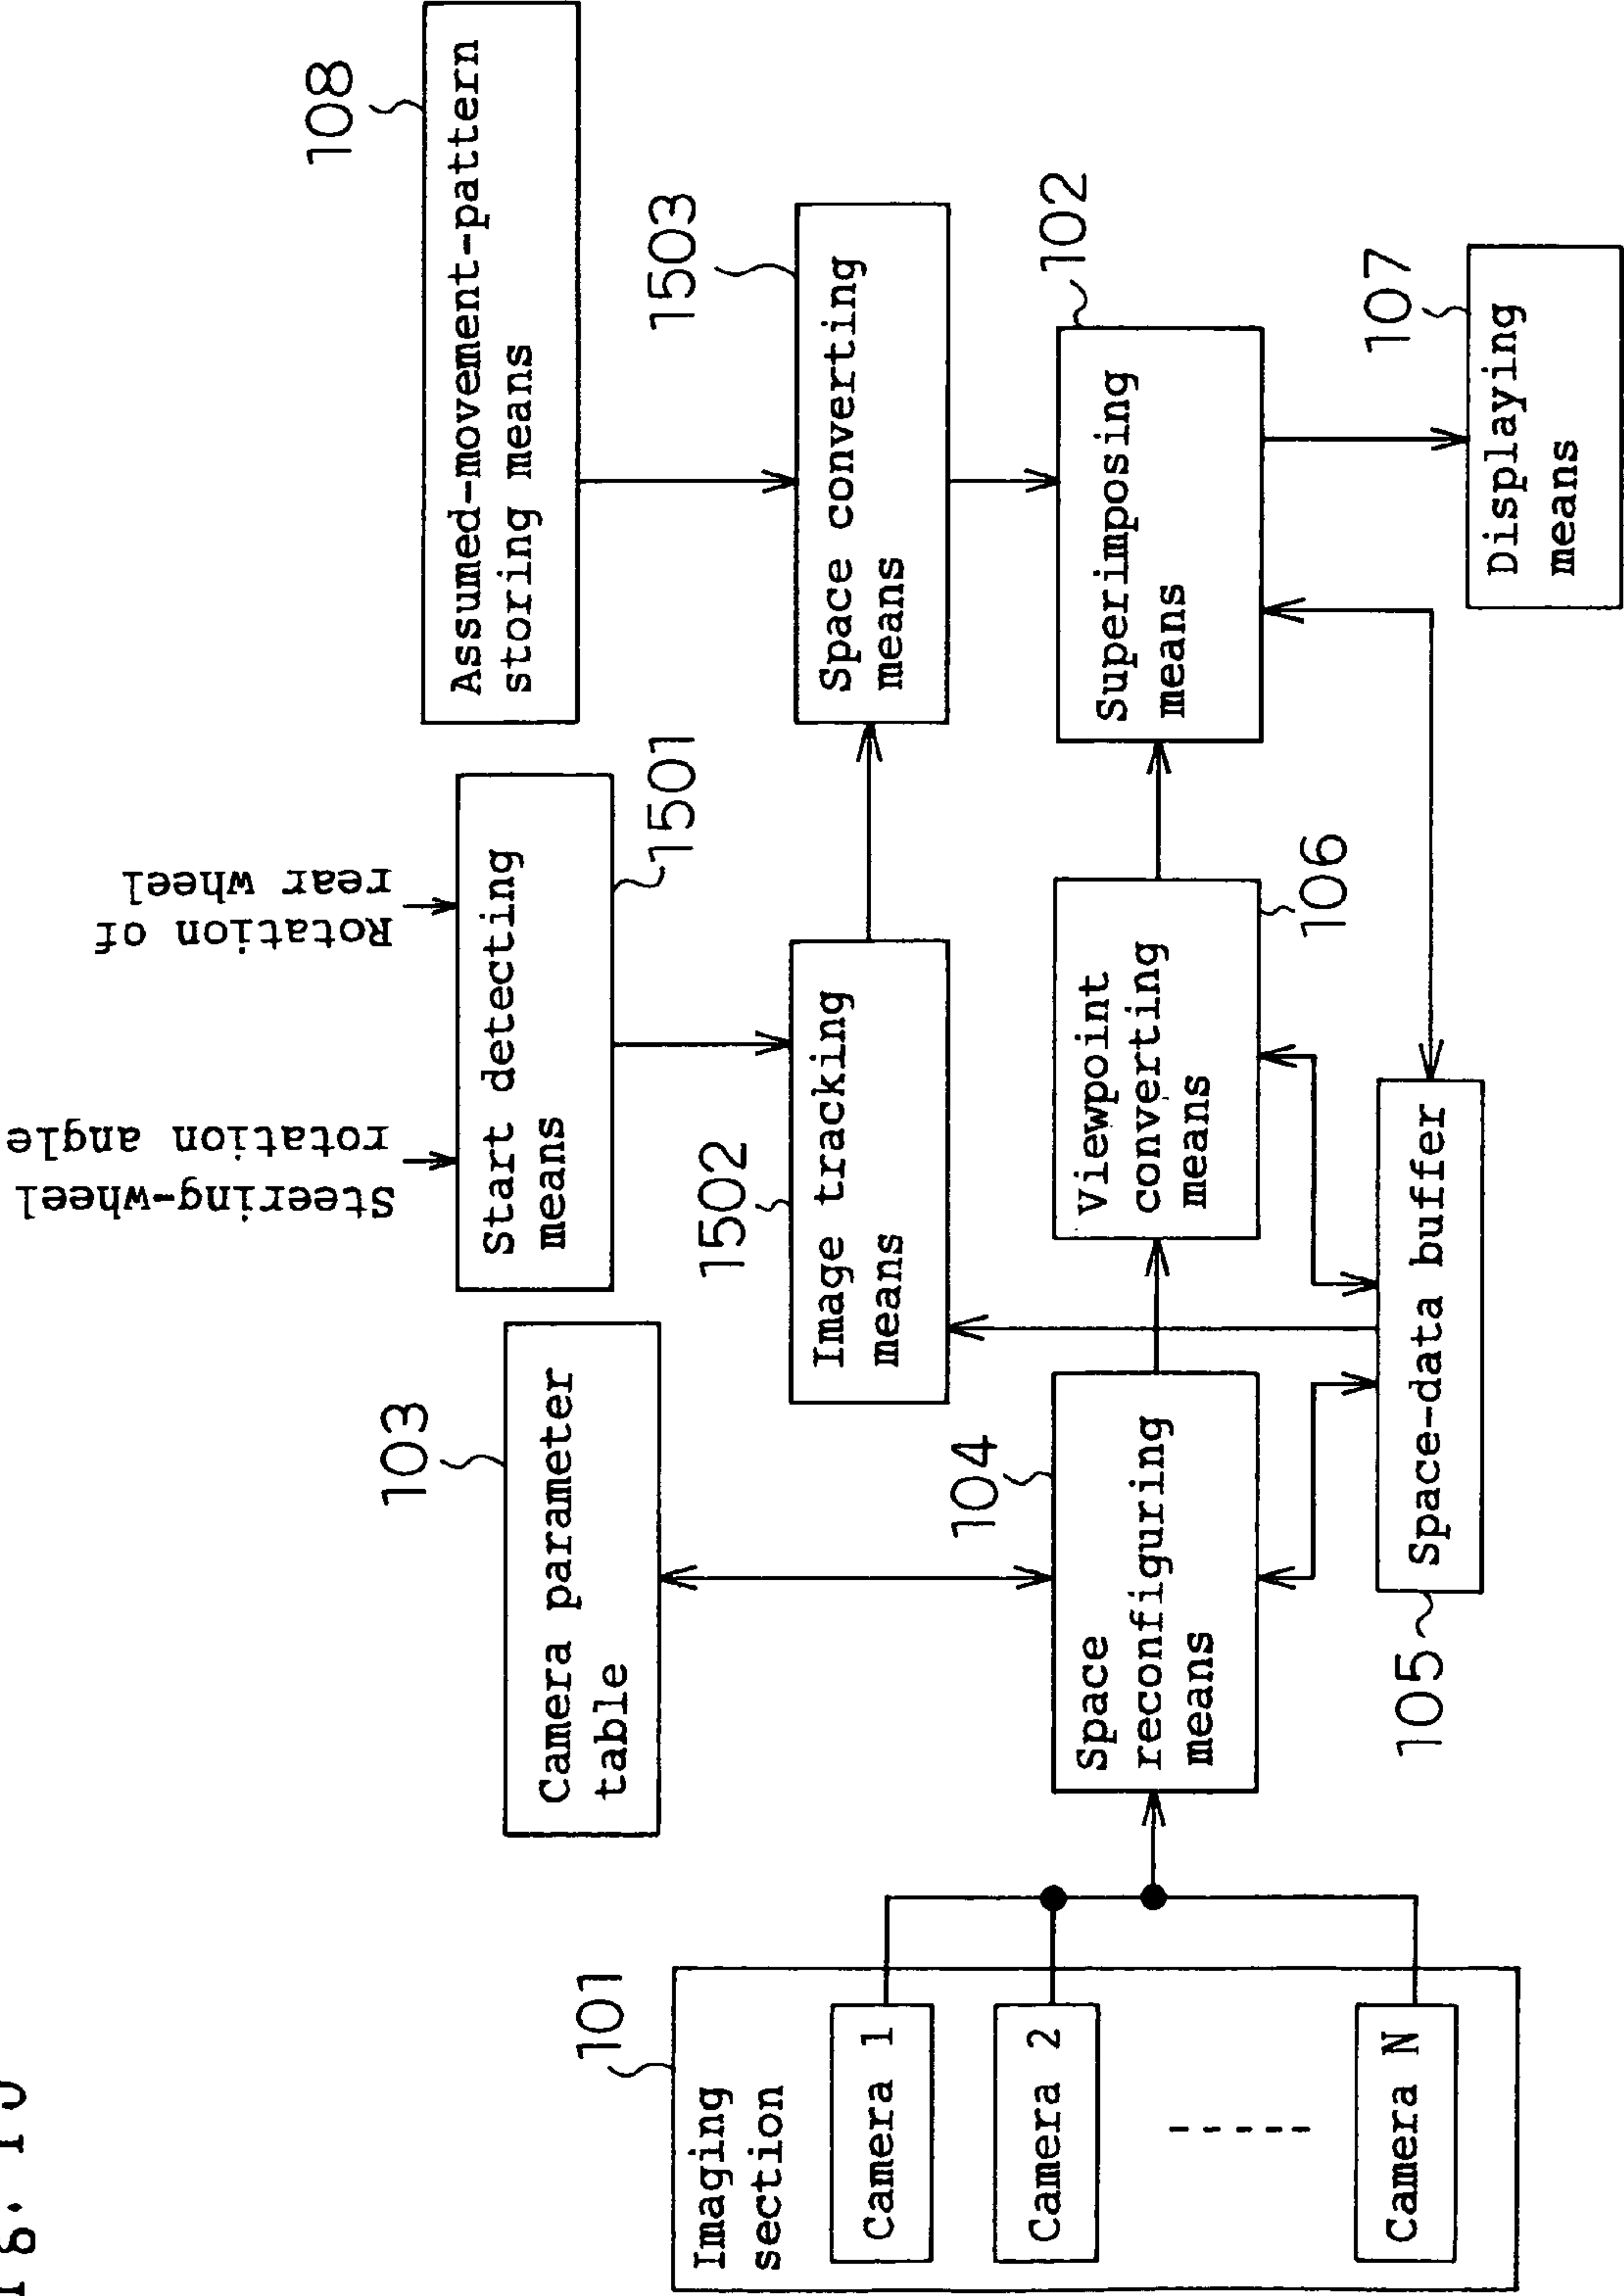 Steering-wheel
rotation angle
Rotation of
rear wheel
108
Assumed-movement-pattern
storing means
103
Camera parameter
table
Start detecting
means
1501
1502
Image tracking
means
1503
Space converting
means
101
Imaging
section
Camera 1
Camera 2
Camera N
104
Space
reconfiguring
means
Viewpoint
converting
means
106
102
Superimposing
means
105
Space-data buffer
107
Displaying
means